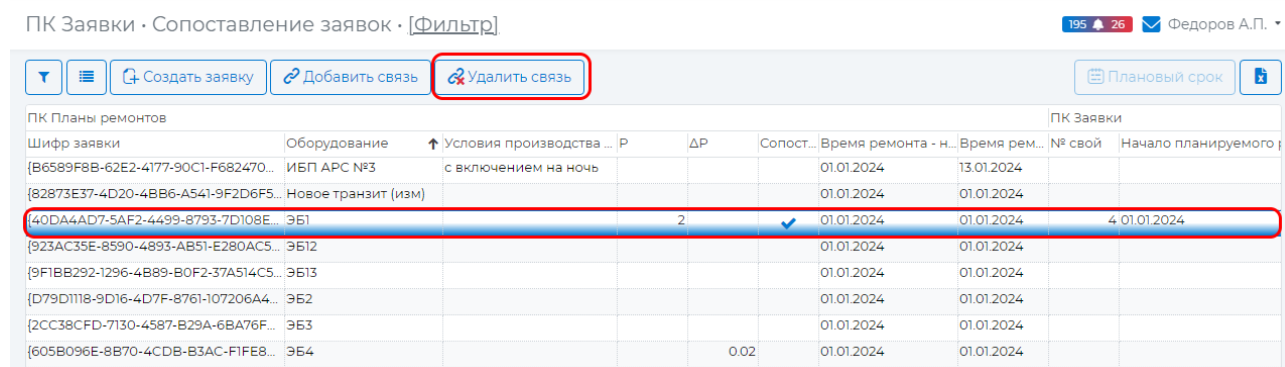 ПК Заявки · Сопоставление заявок · [Фильтр]
195 26 Федоров А.П.
Создать заявку Добавить связь Удалить связь Плановый срок
ПК Планы ремонтов ПК Заявки
Шифр заявки Оборудование Условия производства ... P ΔP Сопост... Время ремонта - н... Время рем... № свой Начало планируемого
{B6589F8B-62E2-4177-90C1-F682470... ИБП АРС №3 с включением на ночь 01.01.2024 13.01.2024
{82873E37-4D20-4BB6-A541-9F2D6F5... Новое транзит (изм) 01.01.2024 01.01.2024
{40DA4AD7-5AF2-4499-8793-7D108E... ЭБ1 2 01.01.2024 01.01.2024 4 01.01.2024
{923AC35E-8590-4893-AB51-E280AC5... ЭБ12 01.01.2024 01.01.2024
{9F1BB292-1296-4B89-B0F2-37A514C5... ЭБ13 01.01.2024 01.01.2024
{D79D1118-9D16-4D7F-8761-107206A4... ЭБ2 01.01.2024 01.01.2024
{2CC38CFD-7130-4587-B29A-6BA76F... ЭБ3 01.01.2024 01.01.2024
{605B096E-8B70-4CDB-B3AC-F1FE8... ЭБ4 0.02 01.01.2024 01.01.2024